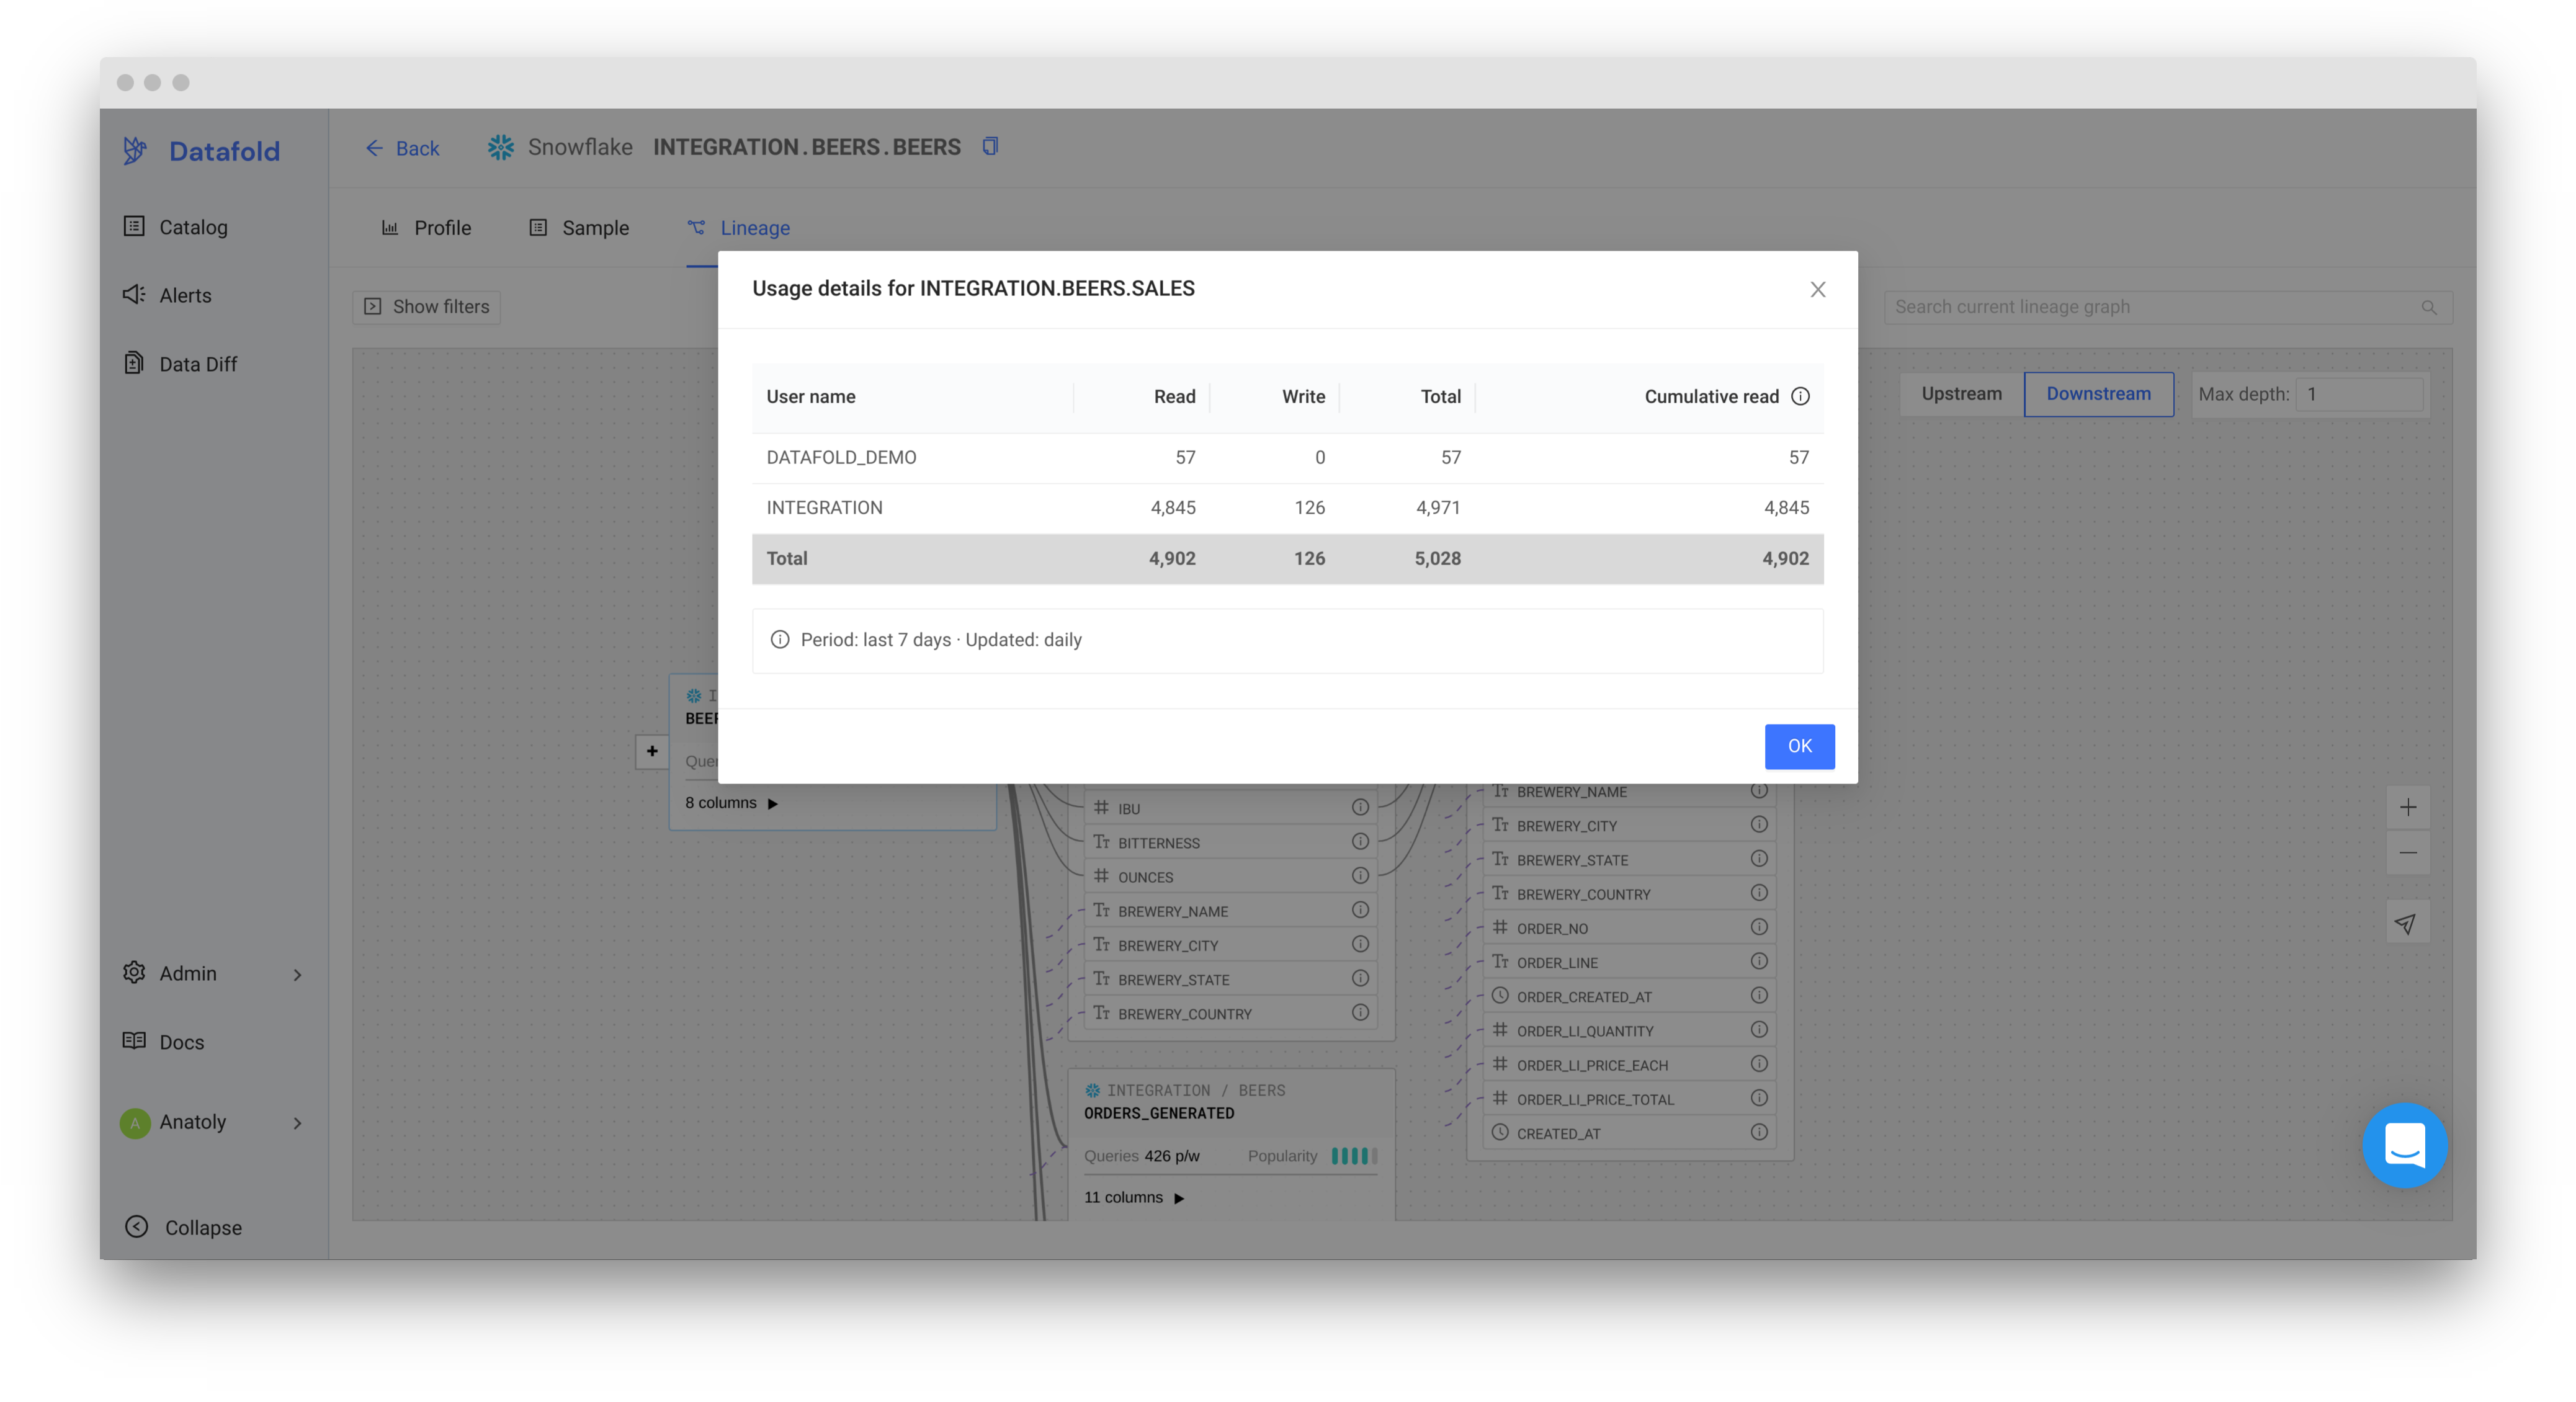 Datafold
Back Snowflake INTEGRATION.BEERS.BEERS
Catalog
Alerts
Data Diff
Profile Sample Lineage
Show filters
Search current lineage graph
Upstream Downstream Max depth: 1
Usage details for INTEGRATION.BEERS.SALES
User name Read Write Total Cumulative read
DATAFOLD_DEMO 57 0 57 57
INTEGRATION 4,845 126 4,971 4,845
Total 4,902 126 5,028 4,902
Period: last 7 days · Updated: daily
OK
8 columns
IBU
BITTERNESS
OUNCES
BREWERY_NAME
BREWERY_CITY
BREWERY_STATE
BREWERY_COUNTRY
INTEGRATION / BEERS
ORDERS_GENERATED
Queries 426 p/w Popularity
11 columns
BREWERY_NAME
BREWERY_CITY
BREWERY_STATE
BREWERY_COUNTRY
ORDER_NO
ORDER_LINE
ORDER_CREATED_AT
ORDER_LI_QUANTITY
ORDER_LI_PRICE_EACH
ORDER_LI_PRICE_TOTAL
CREATED_AT
Admin
Docs
A Anatoly
Collapse